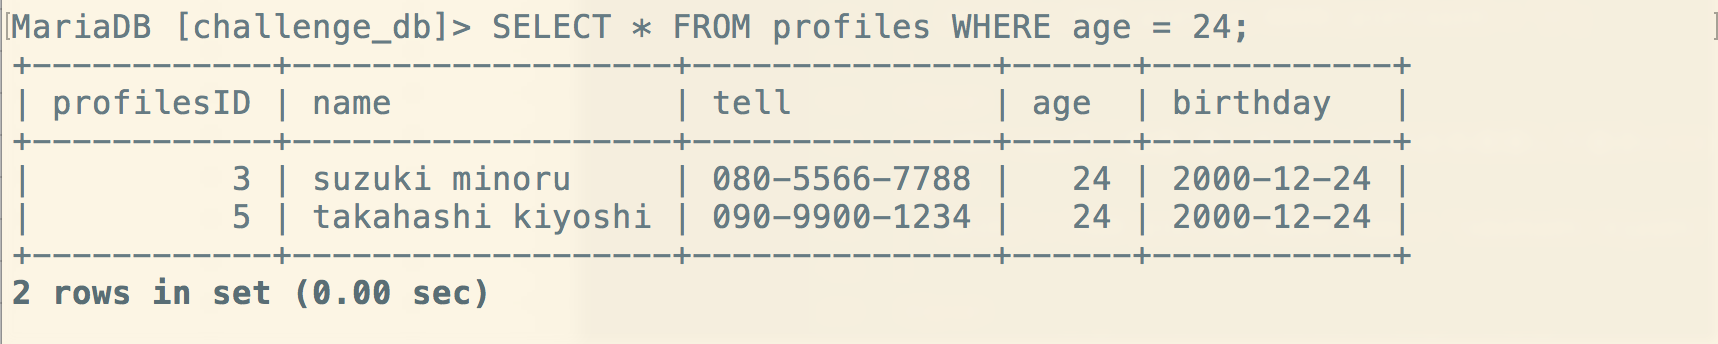 MariaDB [challenge_db]> SELECT * FROM profiles WHERE age = 24;
+------------+-------------------+---------------+------+------------+
| profilesID | name              | tell          | age  | birthday   |
+------------+-------------------+---------------+------+------------+
|          3 | suzuki minoru     | 080-5566-7788 |   24 | 2000-12-24 |
|          5 | takahashi kiyoshi | 090-9900-1234 |   24 | 2000-12-24 |
+------------+-------------------+---------------+------+------------+
2 rows in set (0.00 sec)